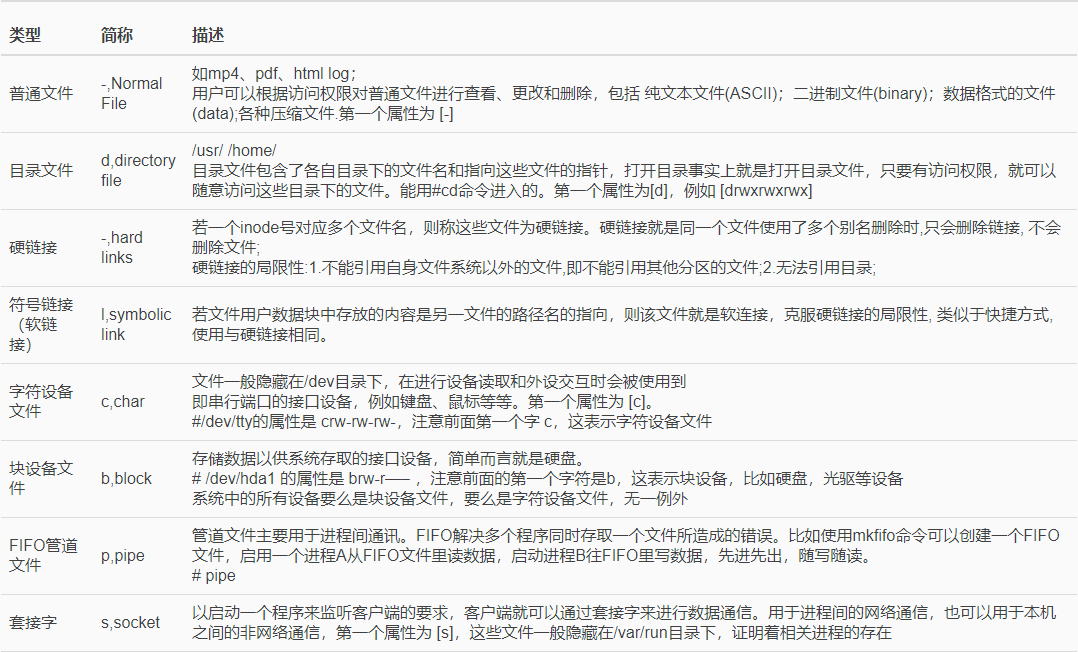 类型 简称 描述
普通文件
-,Normal
File
如mp4、pdf、html log；
用户可以根据访问权限对普通文件进行查看、更改和删除，包括 纯文本文件(ASCII)；二进制文件(binary)；数据格式的文件
(data);各种压缩文件.第一个属性为 [-]
目录文件
d,directory
file
/usr/ /home/
目录文件包含了各自目录下的文件名和指向这些文件的指针，打开目录事实上就是打开目录文件，只要有访问权限，就可以
随意访问这些目录下的文件。能用#cd命令进入的。第一个属性为[d]，例如 [drwxrwxrwx]
硬链接
-,hard
links
若一个inode号对应多个文件名，则称这些文件为硬链接。硬链接就是同一个文件使用了多个别名删除时,只会删除链接, 不会
删除文件;
硬链接的局限性:1.不能引用自身文件系统以外的文件,即不能引用其他分区的文件;2.无法引用目录;
符号链接
（软链
接）
l,symbolic
link
若文件用户数据块中存放的内容是另一文件的路径名的指向，则该文件就是软连接，克服硬链接的局限性, 类似于快捷方式,
使用与硬链接相同。
字符设备
文件
c,char
文件一般隐藏在/dev目录下，在进行设备读取和外设交互时会被使用到
即串行端口的接口设备，例如键盘、鼠标等等。第一个属性为 [c]。
#/dev/tty的属性是 crw-rw-rw-，注意前面第一个字 c，这表示字符设备文件
块设备文
件
b,block
存储数据以供系统存取的接口设备，简单而言就是硬盘。
# /dev/hda1 的属性是 brw-r—– ，注意前面的第一个字符是b，这表示块设备，比如硬盘，光驱等设备
系统中的所有设备要么是块设备文件，要么是字符设备文件，无一例外
FIFO管道
文件
p,pipe
管道文件主要用于进程间通讯。FIFO解决多个程序同时存取一个文件所造成的错误。比如使用mkfifo命令可以创建一个FIFO
文件，启用一个进程A从FIFO文件里读数据，启动进程B往FIFO里写数据，先进先出，随写随读。
# pipe
套接字
s,socket
以启动一个程序来监听客户端的要求，客户端就可以通过套接字来进行数据通信。用于进程间的网络通信，也可以用于本机
之间的非网络通信，第一个属性为 [s]，这些文件一般隐藏在/var/run目录下，证明着相关进程的存在